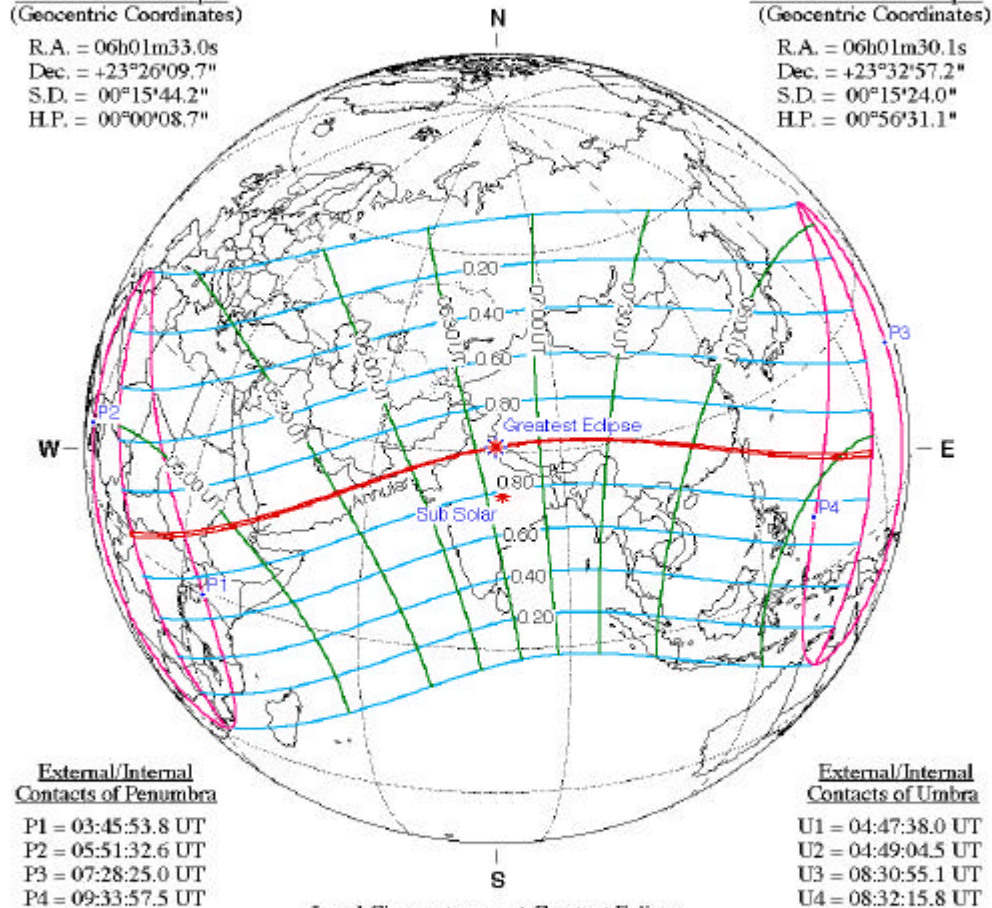 (Geocentric Coordinates)
R.A. = 06h01m33.0s
Dec. = +23°26'09.7"
S.D. = 00°15'44.2"
H.P. = 00°00'08.7"
(Geocentric Coordinates)
R.A. = 06h01m30.1s
Dec. = +23°32'57.2"
S.D. = 00°15'24.0"
H.P. = 00°56'31.1"
N
0.20
0.40
0.60
0.80
P3
P2
Greatest Eclipse
W
E
0.80
Annular
Sub Solar
P4
0.60
0.40
P1
0.20
External/Internal
Contacts of Penumbra
P1 = 03:45:53.8 UT
P2 = 05:51:32.6 UT
P3 = 07:28:25.0 UT
P4 = 09:33:57.5 UT
S
External/Internal
Contacts of Umbra
U1 = 04:47:38.0 UT
U2 = 04:49:04.5 UT
U3 = 08:30:55.1 UT
U4 = 08:32:15.8 UT